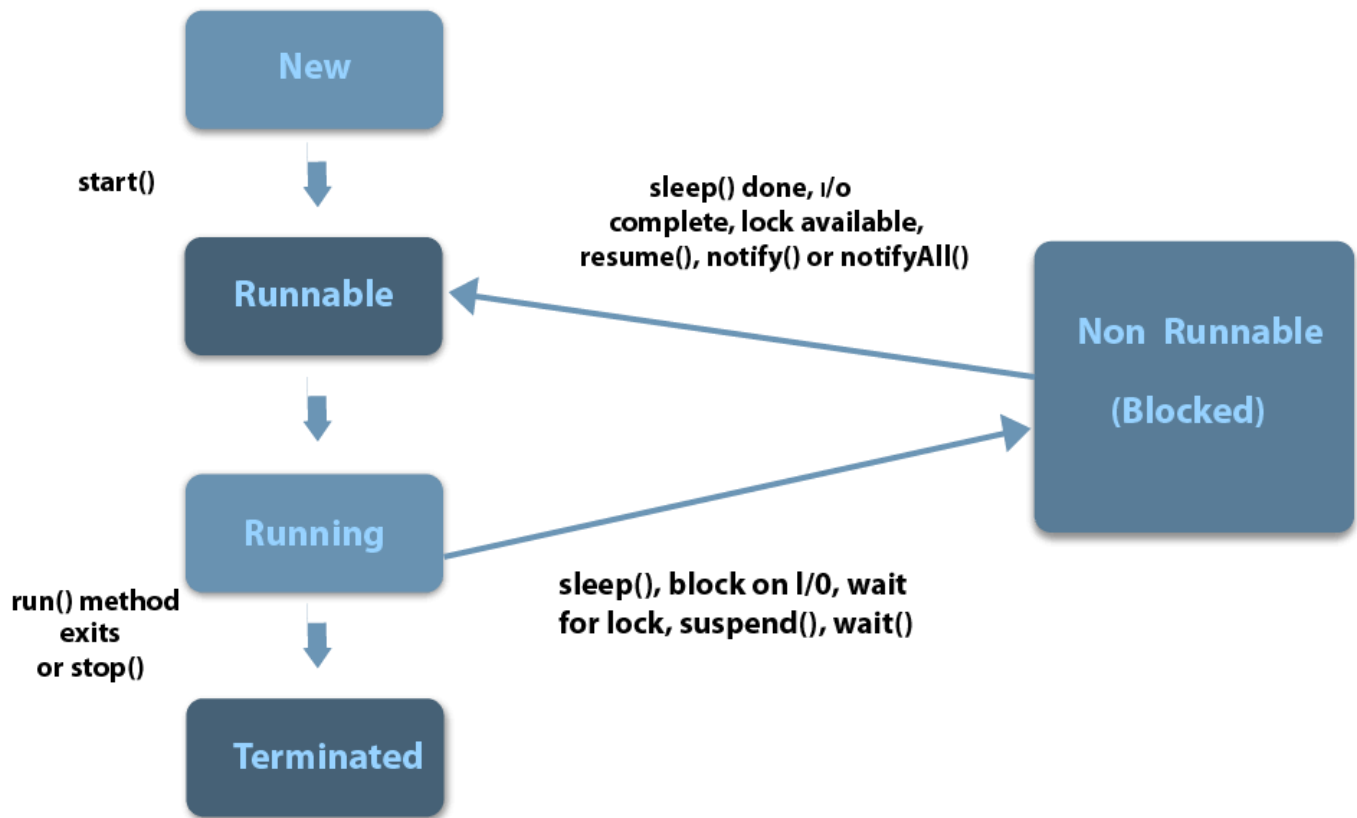 New
start()
sleep() done, I/o
complete, lock available,
resume(), notify() or notifyAll()
Runnable
Non Runnable
(Blocked)
Running
sleep(), block on l/0, wait
for lock, suspend(), wait()
run() method
exits
or stop()
Terminated